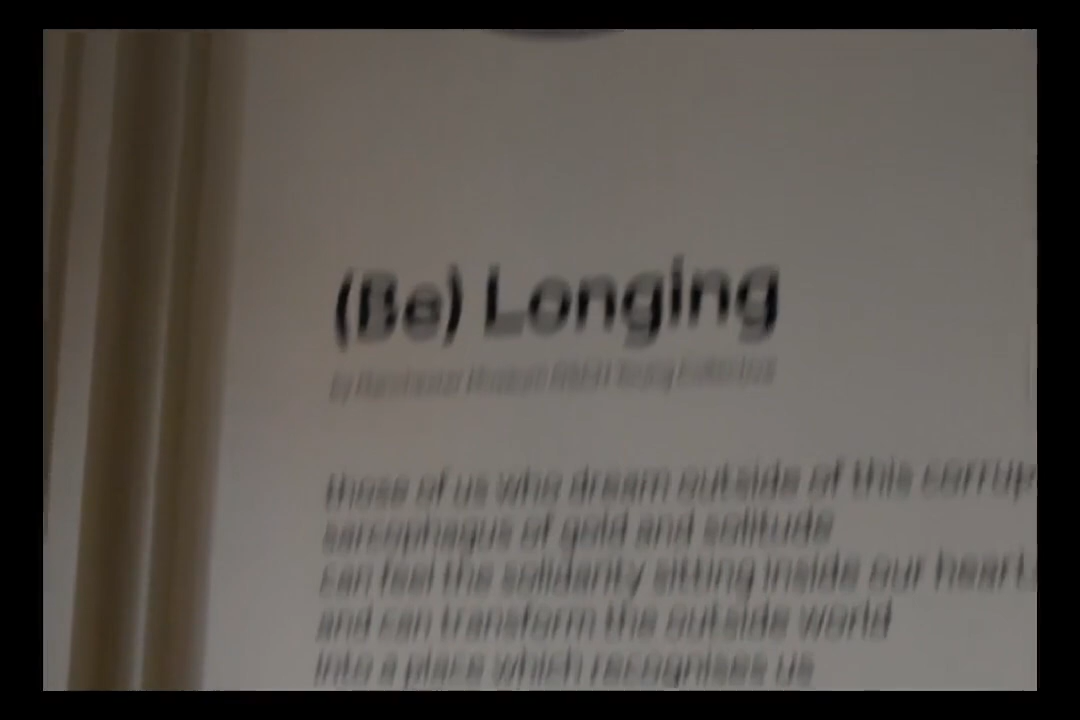 (Be) Longing
those of us who dream outside of this corrup
sarcophagus of gold and solitude
can feel the solidarity sitting inside our heart
and can transform the outside world
into a place which recognises us